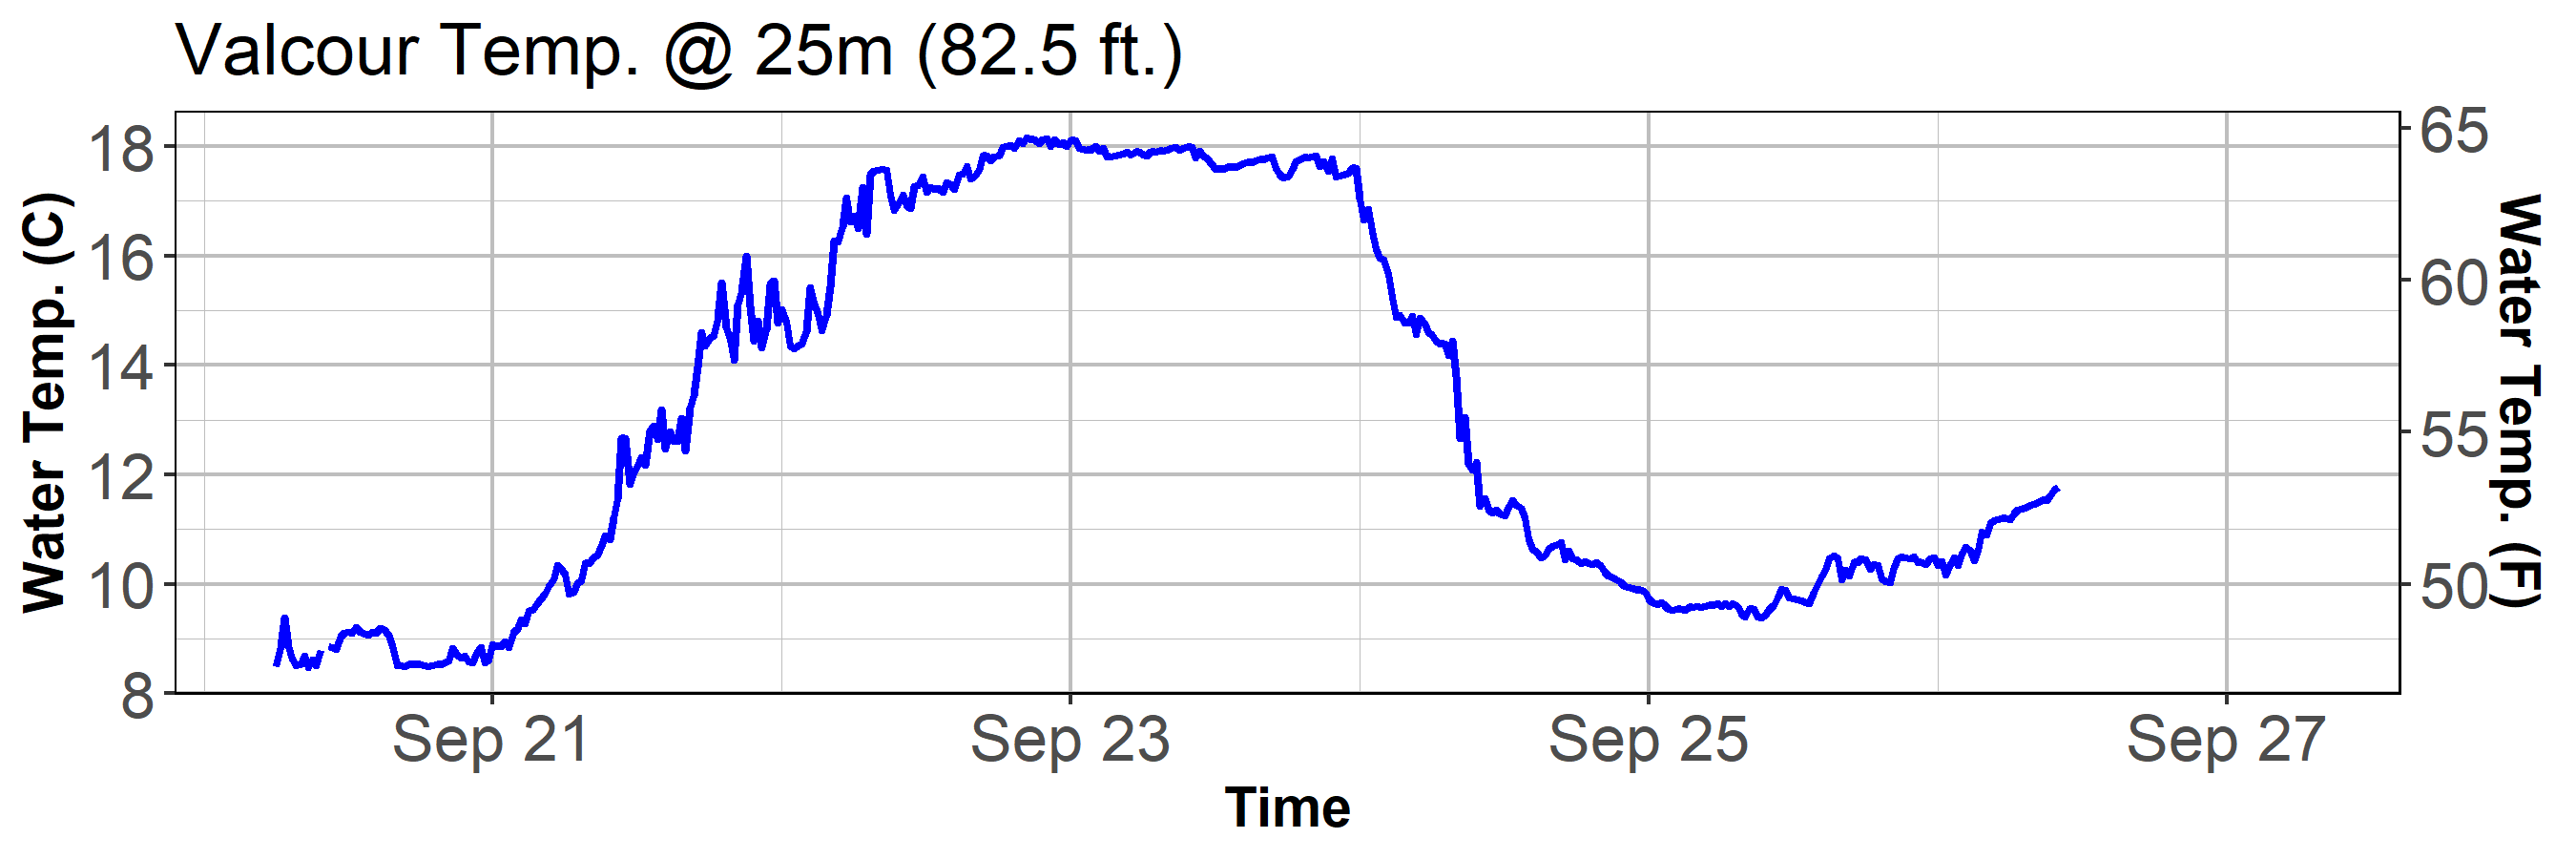 Valcour Temp. @ 25m (82.5 ft.)
Water Temp. (C)
18
16
14
12
10
8
65
60
55
50
Water Temp. (F)
Sep 21
Sep 23
Sep 25
Sep 27
Time